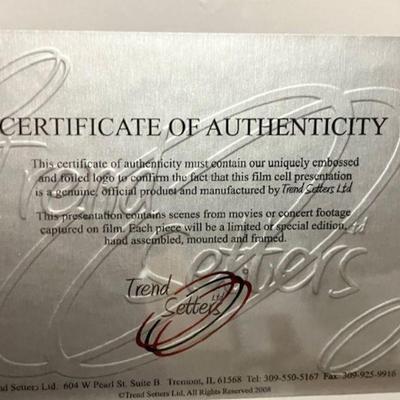 CERTIFICATE OF AUTHENTICITY
This certificate of authenticity must contain our uniquely embossed
and foiled logo to confirm the fact that this film cell presentation
is a genuine, official product and manufactured by Trend Setters Ltd
This presentation contains scenes from movies or concert footage
captured on film. Each piece will be a limited or special edition,
hand assembled, mounted and framed.
Trend
Setters Ltd
nd Setters Ltd. 604 W Pearl St. Suite B Tremont, IL 61568 Tel: 309-550-5167 Fax: 309-925-9916
©Trend Setters Ltd, All Rights Reserved 2008